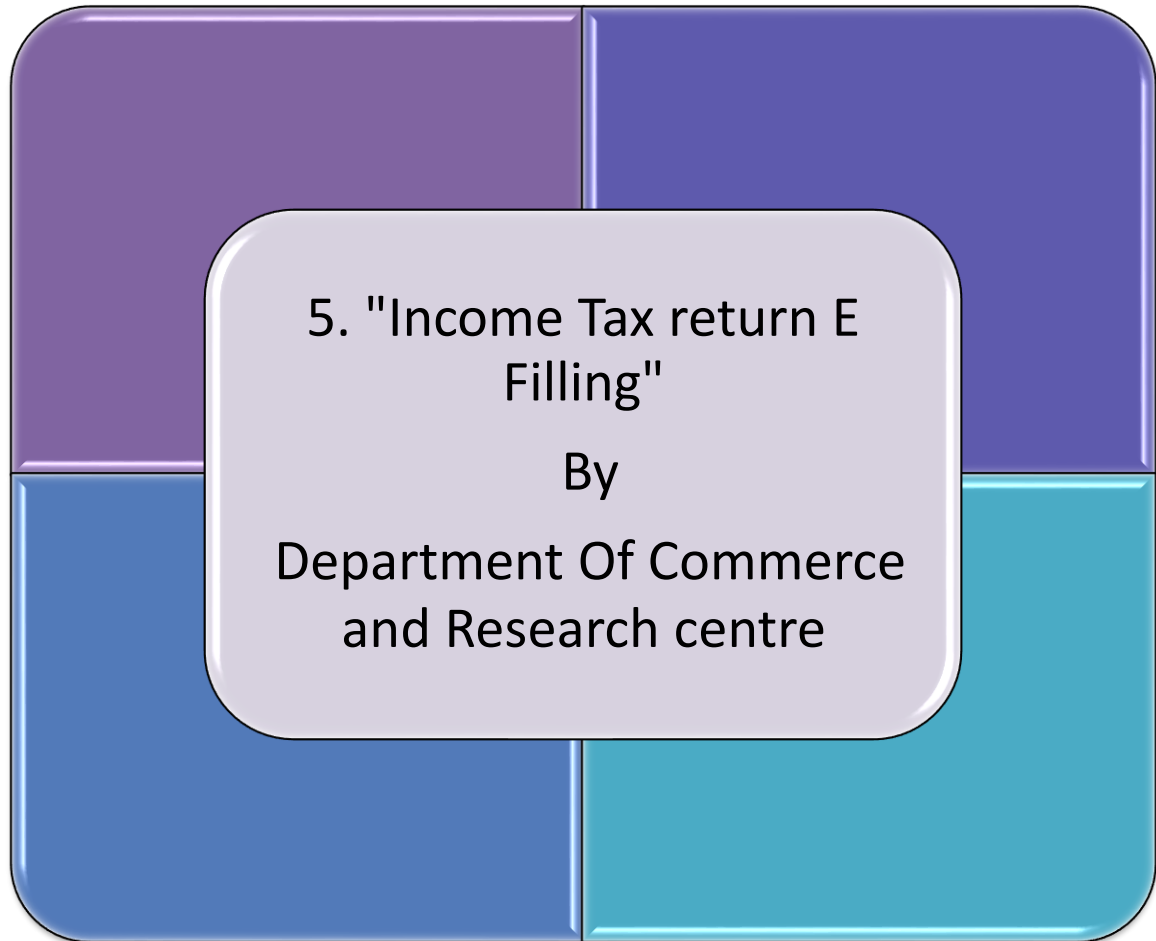 5. "Income Tax return E
Filling"
By
Department Of Commerce
and Research centre